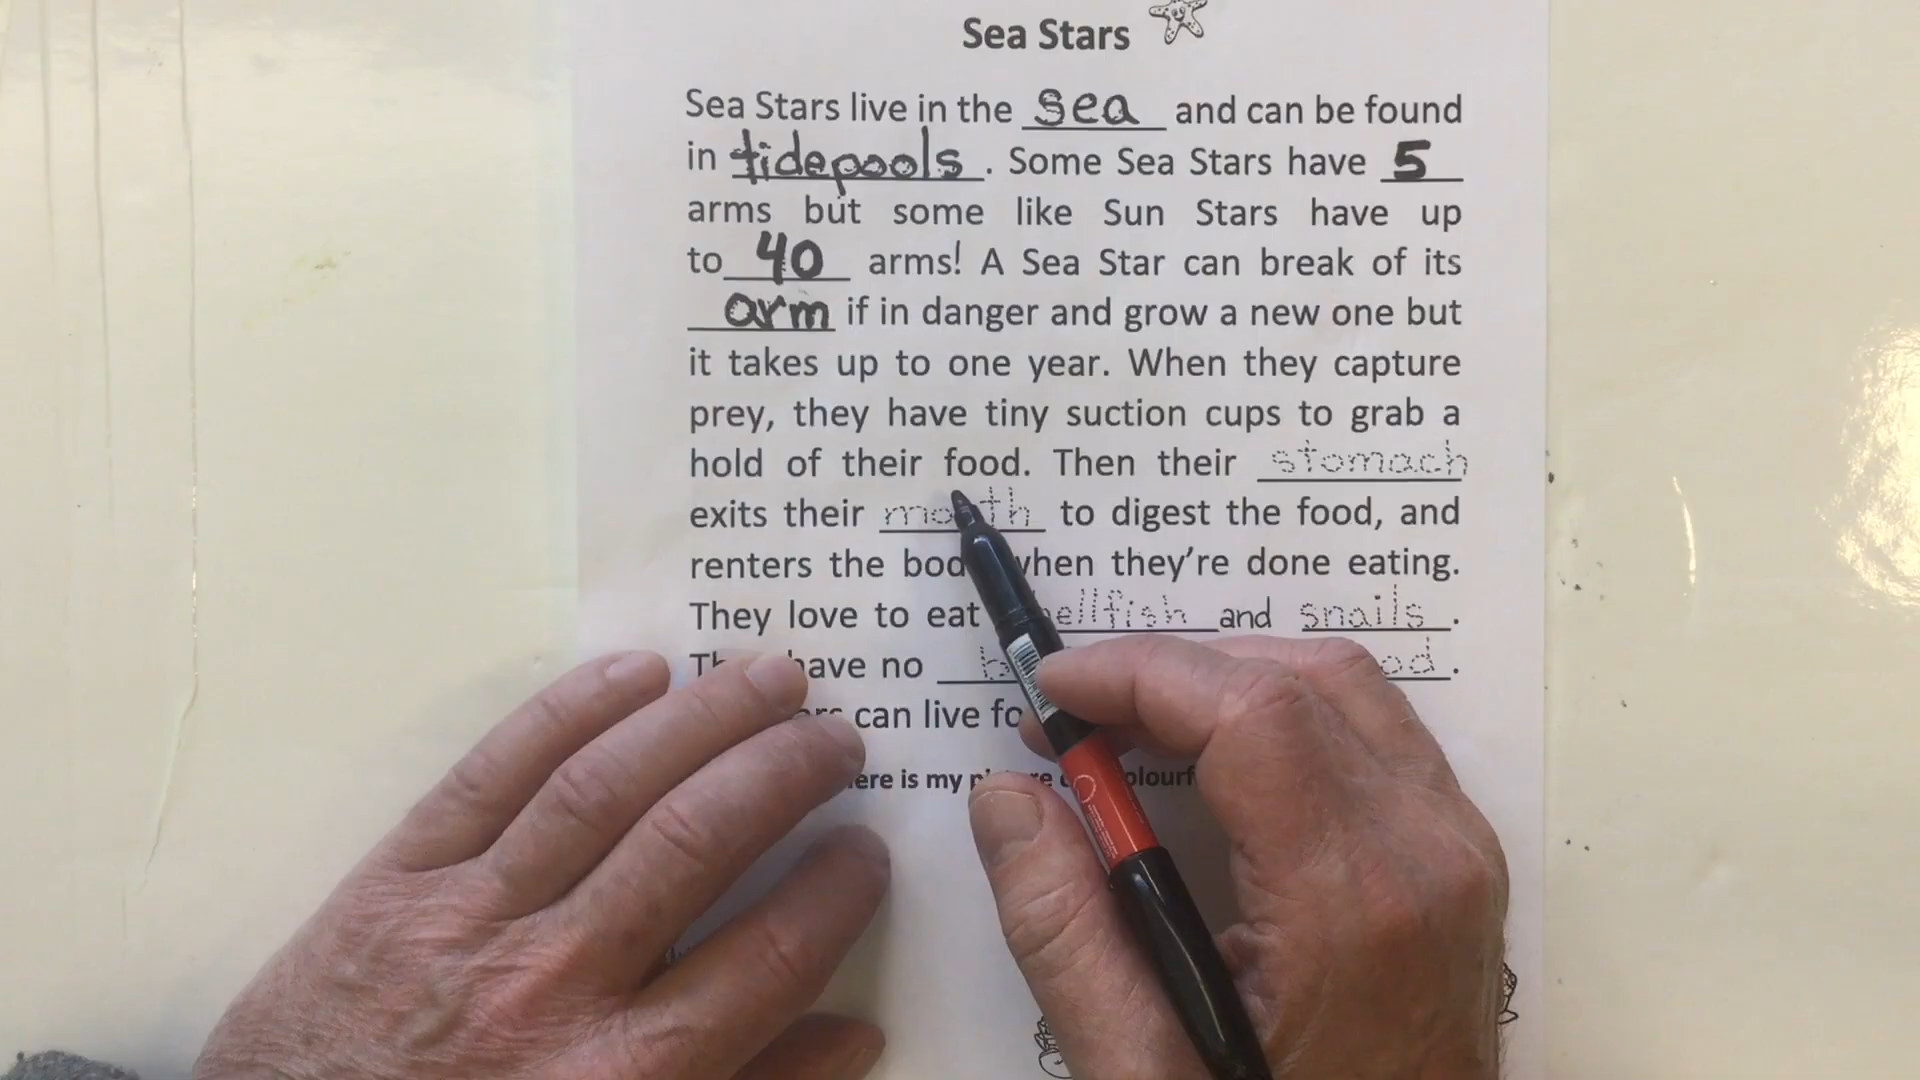 Sea Stars
Sea Stars live in the sea and can be found
in tidepools. Some Sea Stars have 5
arms but some like Sun Stars have up
to 40 arms! A Sea Star can break of its
arm if in danger and grow a new one but
it takes up to one year. When they capture
prey, they have tiny suction cups to grab a
hold of their food. Then their stomach
exits their to digest the food, and
renters the when they're done eating.
They love to eat and snails.
have no
can live
is my